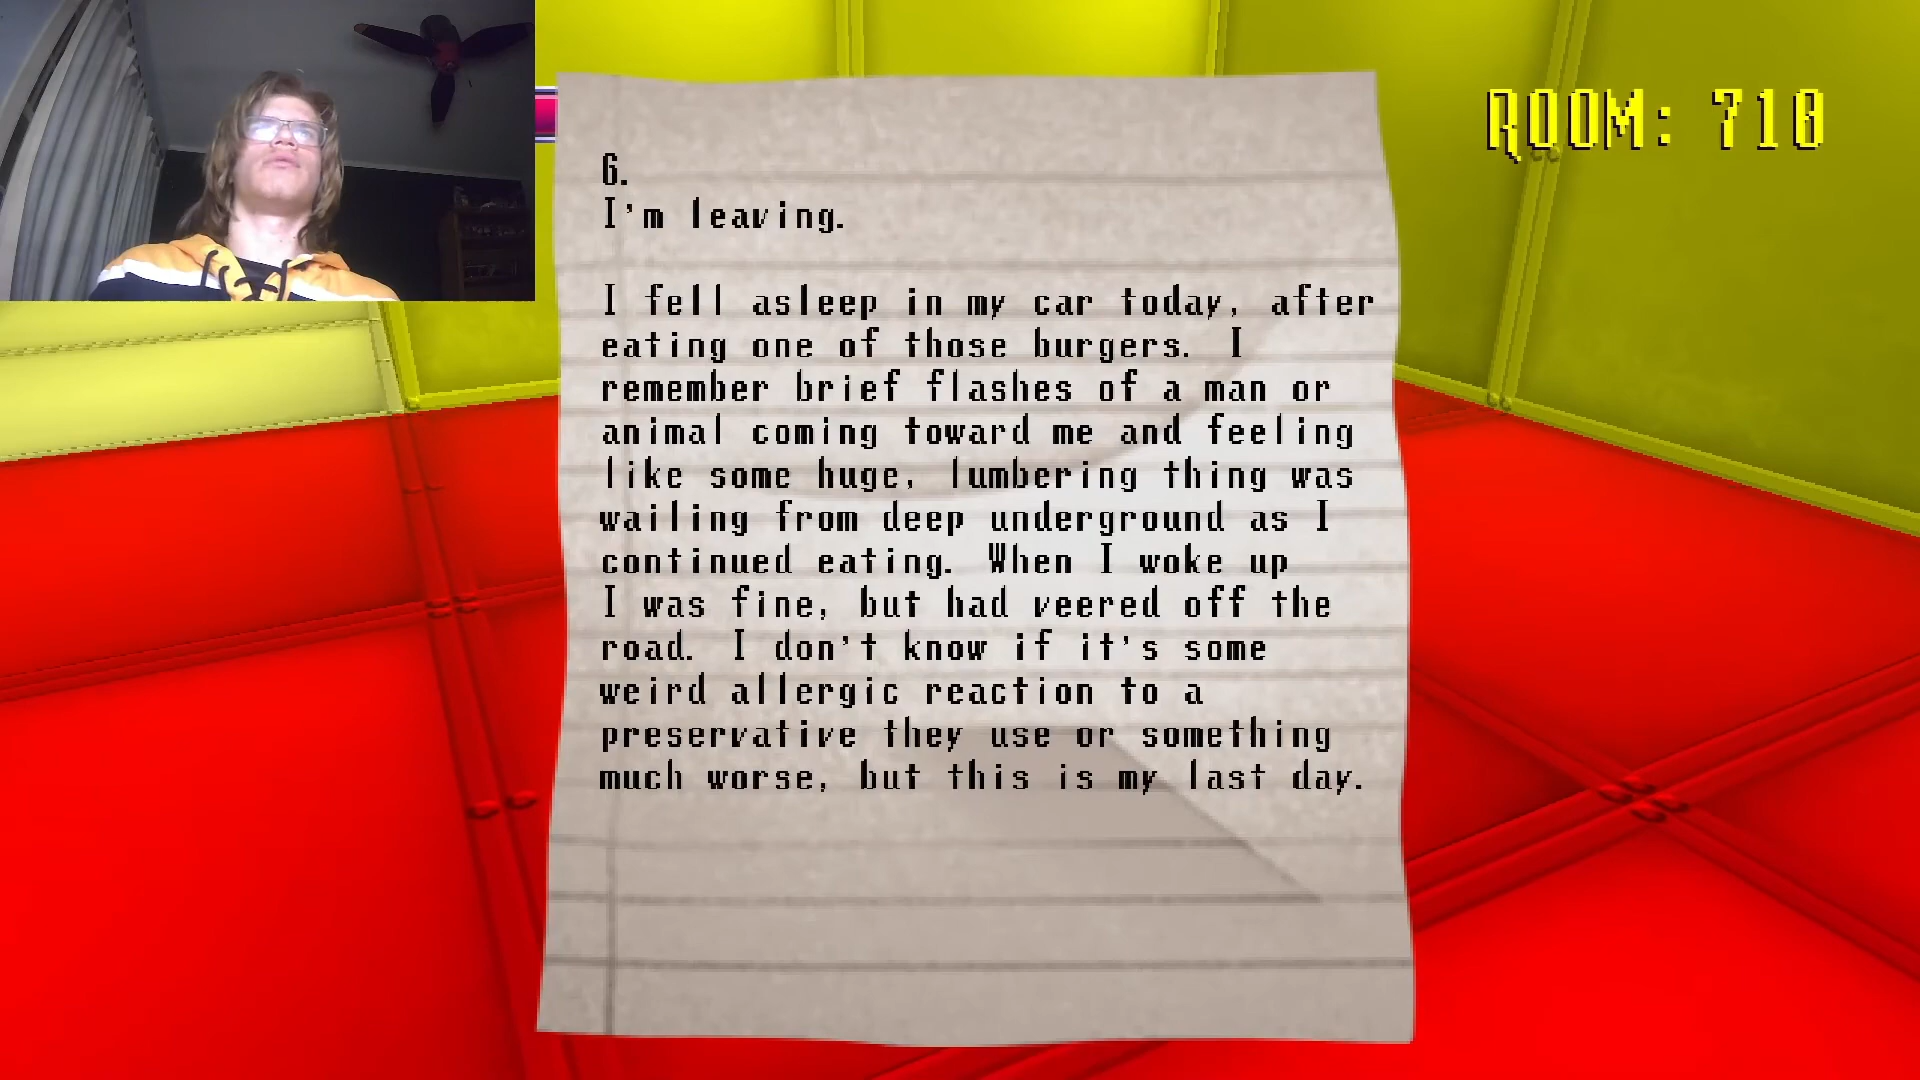 ROOM: 710
6.
I'm leaving.
I fell asleep in my car today, after
eating one of those burgers. I
remember brief flashes of a man or
animal coming toward me and feeling
like some huge, lumbering thing was
wailing from deep underground as I
continued eating. When I woke up
I was fine, but had veered off the
road. I don't know if it's some
weird allergic reaction to a
preservative they use or something
much worse, but this is my last day.